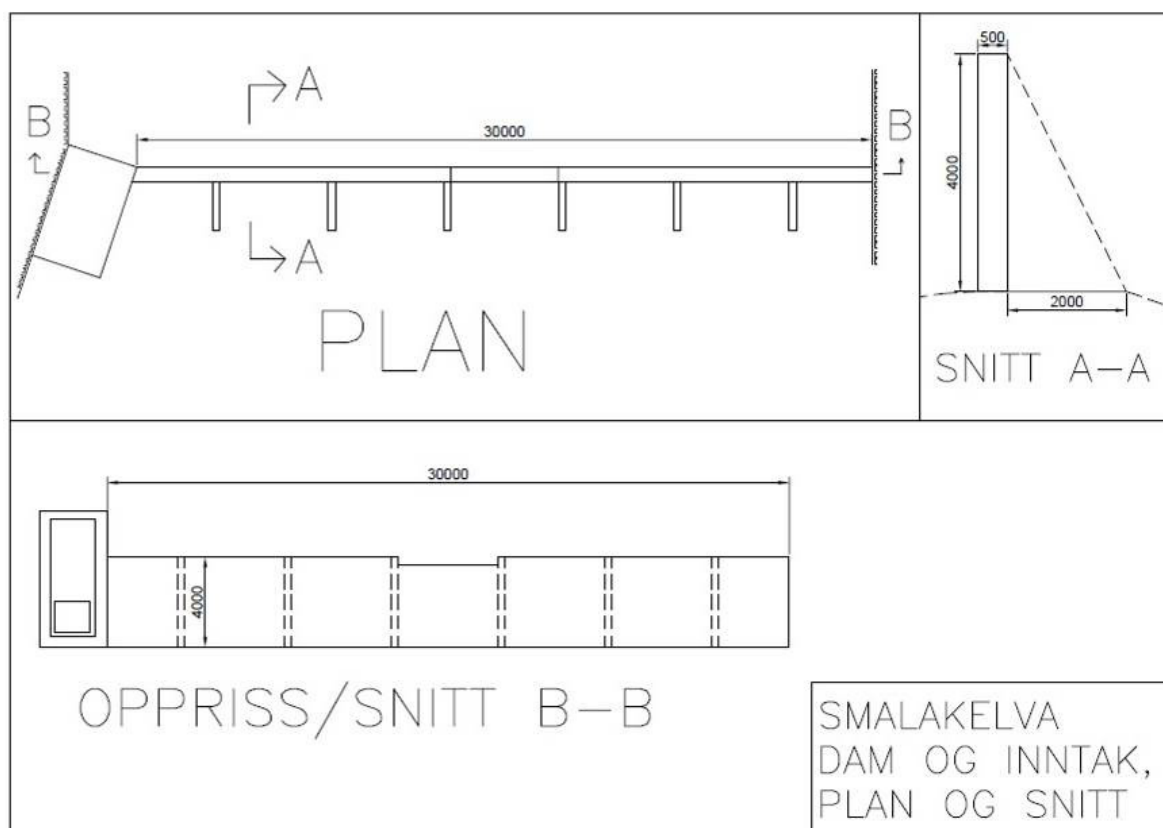 A
B
30000
B
A
PLAN
500
4000
2000
SNITT A-A
30000
4000
OPPRISS/SNITT B-B
SMALAKELVA
DAM OG INNTAK,
PLAN OG SNITT